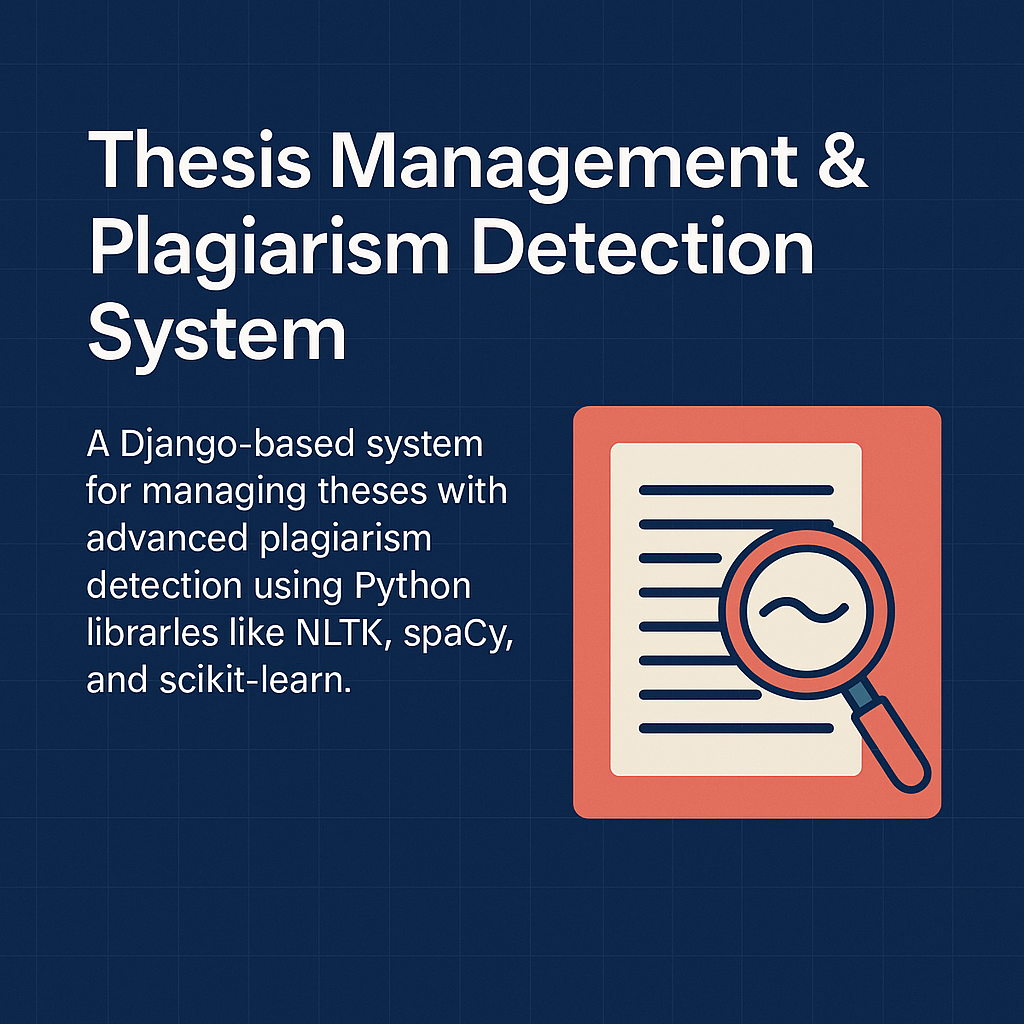 Thesis Management &
Plagiarism Detection
System
A Django-based system
for managing theses with
advanced plagiarism
detection using Python
librarles like NLTK, spaCy,
and scikit-learn.